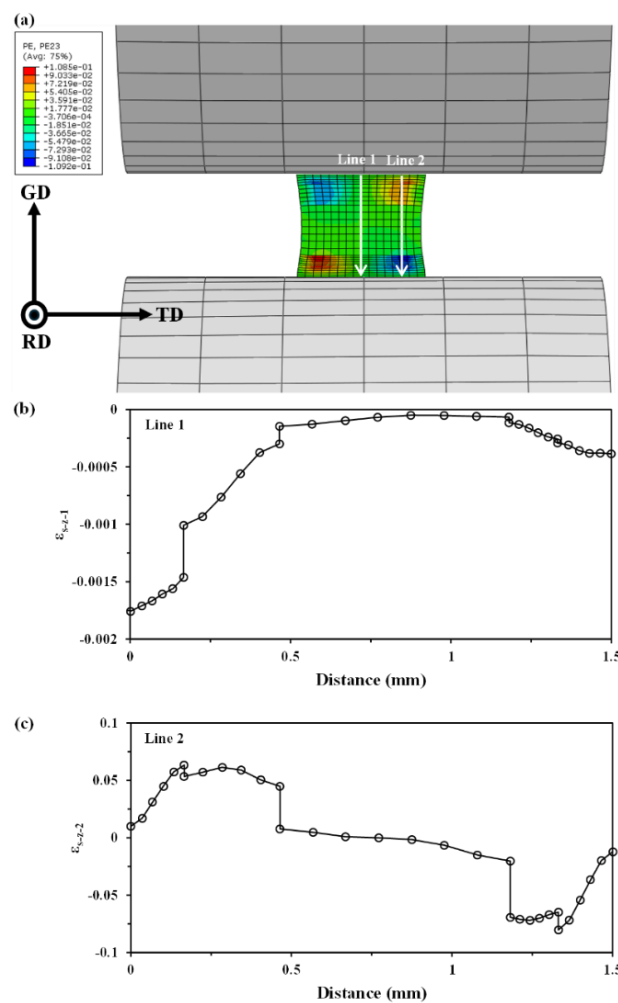 (a)
PE, PE23
(Avg: 75%)
+1.085e-01
+9.033e-02
+7.219e-02
+5.405e-02
+3.591e-02
+1.777e-02
-3.706e-04
-1.851e-02
-3.665e-02
-5.479e-02
-7.293e-02
-9.108e-02
-1.092e-01
Line 1 Line 2
GD
TD
RD
(b)
Line 1
0
-0.0005
-0.001
-0.0015
-0.002
εs-z-1
0 0.5 1 1.5
Distance (mm)
(c)
Line 2
0.1
0.05
0
-0.05
-0.1
εs-z-2
0 0.5 1 1.5
Distance (mm)